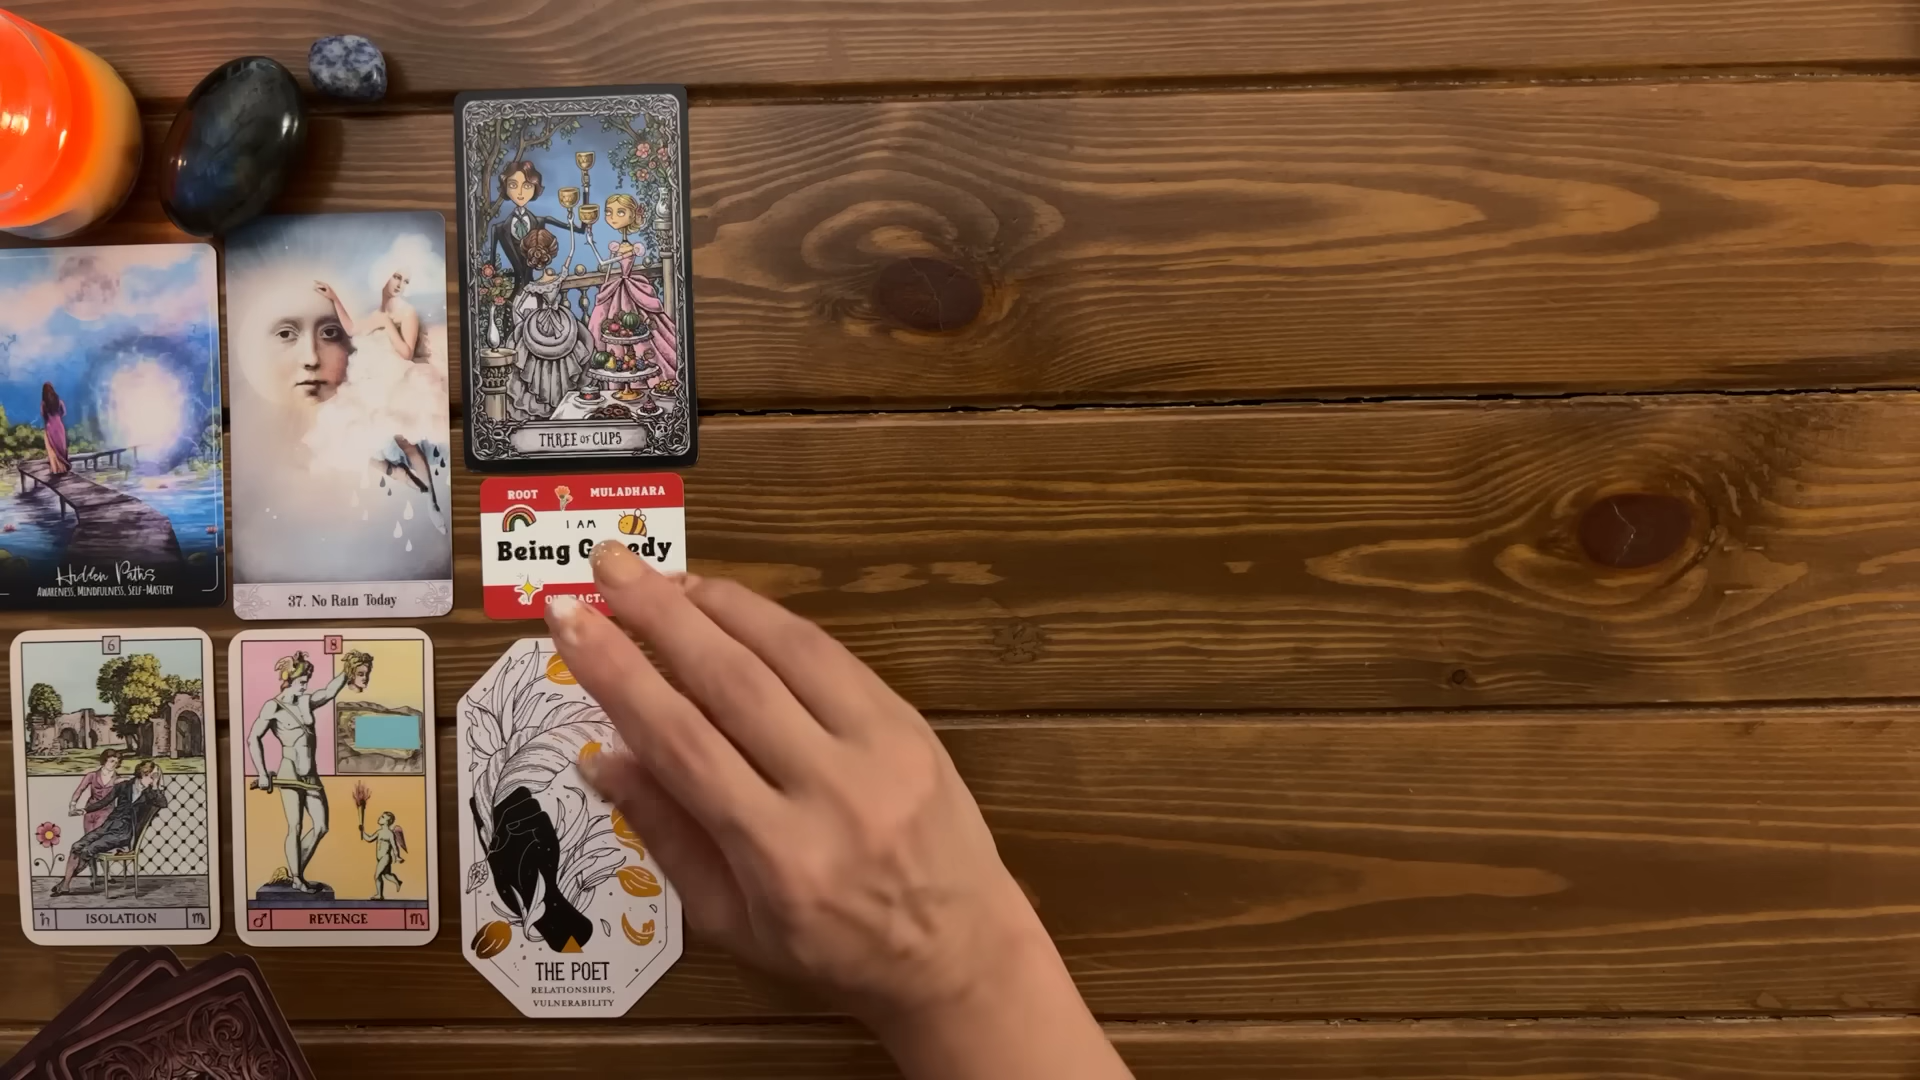 THREE OF CUPS
ROOT MULADHARA
I AM
Being
Hidden Paths
AWARENESS, MINDFULNESS, SELF-MASTERY
37. No Rain Today
6
8
ISOLATION
REVENGE
THE POET
RELATIONSHIPS,
VULNERABILITY